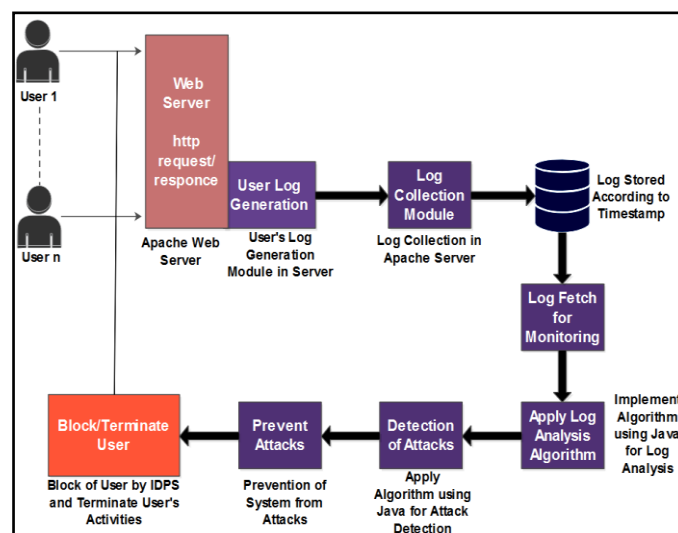 User 1
User n
Web
Server
http
request/
responce
Apache Web
Server
User Log
Generation
User's Log
Generation
Module in Server
Log
Collection
Module
Log Collection in
Apache Server
Log Stored
According to
Timestamp
Log Fetch
for
Monitoring
Apply Log
Analysis
Algorithm
Implement
Algorithm
using Java
for Log
Analysis
Detection
of Attacks
Apply
Algorithm using
Java for Attack
Detection
Prevent
Attacks
Prevention of
System from
Attacks
Block/Terminate
User
Block of User by IDPS
and Terminate User's
Activities